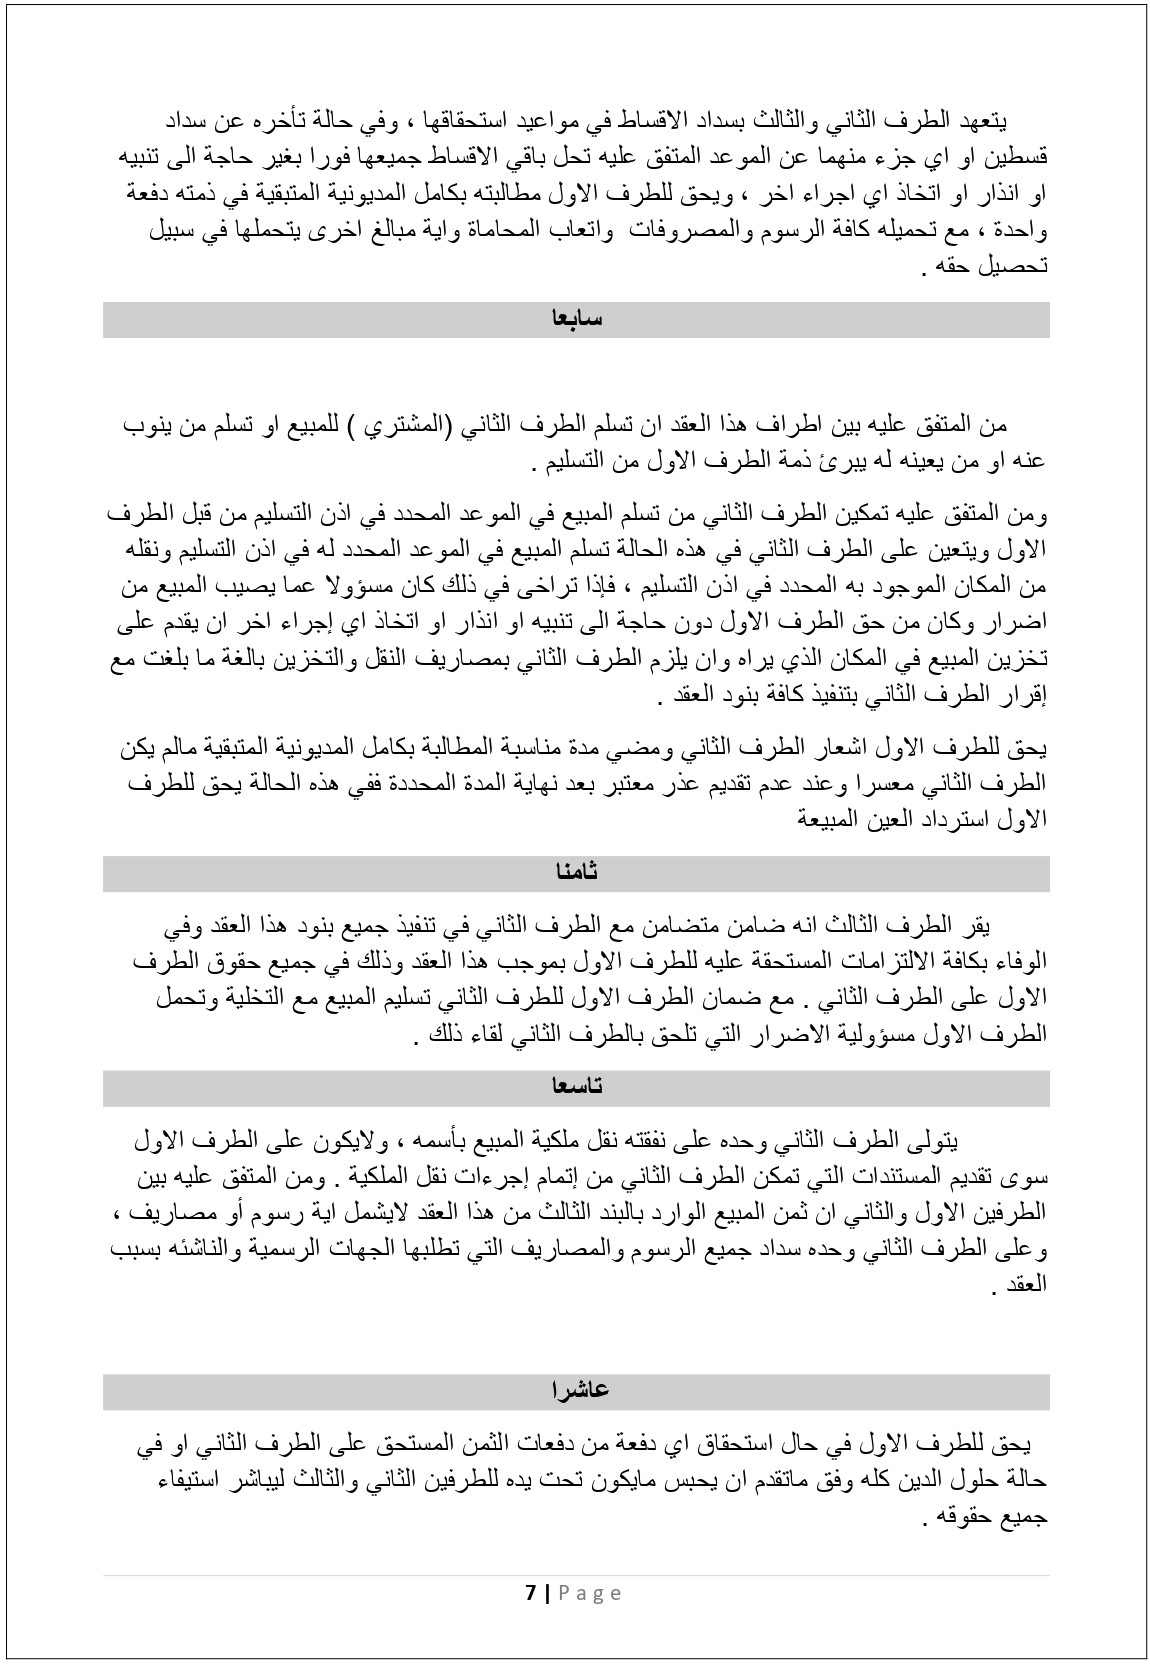 يتعهد الطرف الثاني والثالث بسداد الاقساط في مواعيد استحقاقها ، وفي حالة تأخره عن سداد
قسطين او اي جزء منهما عن الموعد المتفق عليه تحل باقي الاقساط جميعها فورا بغير حاجة الى تنبيه
او انذار او اتخاذ اي اجراء اخر ، ويحق للطرف الاول مطالبته بكامل المديونية المتبقية في ذمته دفعة
واحدة ، مع تحميله كافة الرسوم والمصروفات واتعاب المحاماة واية مبالغ اخرى يتحملها في سبيل
تحصيل حقه .
سابعا
من المتفق عليه بين اطراف هذا العقد ان تسلم الطرف الثاني (المشتري ) للمبيع او تسلم من ينوب
عنه او من يعينه له يبرئ ذمة الطرف الاول من التسليم .
ومن المتفق عليه تمكين الطرف الثاني من تسلم المبيع في الموعد المحدد في اذن التسليم من قبل الطرف
الاول ويتعين على الطرف الثاني في هذه الحالة تسلم المبيع في الموعد المحدد له في اذن التسليم ونقله
من المكان الموجود به المحدد في اذن التسليم ، فإذا تراخى في ذلك كان مسؤولا عما يصيب المبيع من
اضرار وكان من حق الطرف الاول دون حاجة الى تنبيه او انذار او اتخاذ اي إجراء اخر ان يقدم على
تخزين المبيع في المكان الذي يراه وان يلزم الطرف الثاني بمصاريف النقل والتخزين بالغة ما بلغت مع
إقرار الطرف الثاني بتنفيذ كافة بنود العقد .
يحق للطرف الاول اشعار الطرف الثاني ومضي مدة مناسبة المطالبة بكامل المديونية المتبقية مالم يكن
الطرف الثاني معسرا وعند عدم تقديم عذر معتبر بعد نهاية المدة المحددة ففي هذه الحالة يحق للطرف
الاول استرداد العين المبيعة
ثامنا
يقر الطرف الثالث انه ضامن متضامن مع الطرف الثاني في تنفيذ جميع بنود هذا العقد وفي
الوفاء بكافة الالتزامات المستحقة عليه للطرف الاول بموجب هذا العقد وذلك في جميع حقوق الطرف
الاول على الطرف الثاني . مع ضمان الطرف الاول للطرف الثاني تسليم المبيع مع التخلية وتحمل
الطرف الاول مسؤولية الاضرار التي تلحق بالطرف الثاني لقاء ذلك .
تاسعا
يتولى الطرف الثاني وحده على نفقته نقل ملكية المبيع بأسمه ، ولايكون على الطرف الاول
سوى تقديم المستندات التي تمكن الطرف الثاني من إتمام إجرءات نقل الملكية . ومن المتفق عليه بين
الطرفين الاول والثاني ان ثمن المبيع الوارد بالبند الثالث من هذا العقد لايشمل اية رسوم أو مصاريف ،
وعلى الطرف الثاني وحده سداد جميع الرسوم والمصاريف التي تطلبها الجهات الرسمية والناشئه بسبب
العقد .
عاشرا
يحق للطرف الاول في حال استحقاق اي دفعة من دفعات الثمن المستحق على الطرف الثاني او في
حالة حلول الدين كله وفق ماتقدم ان يحبس مايكون تحت يده للطرفين الثاني والثالث ليباشر استيفاء
جميع حقوقه .
7 | Page